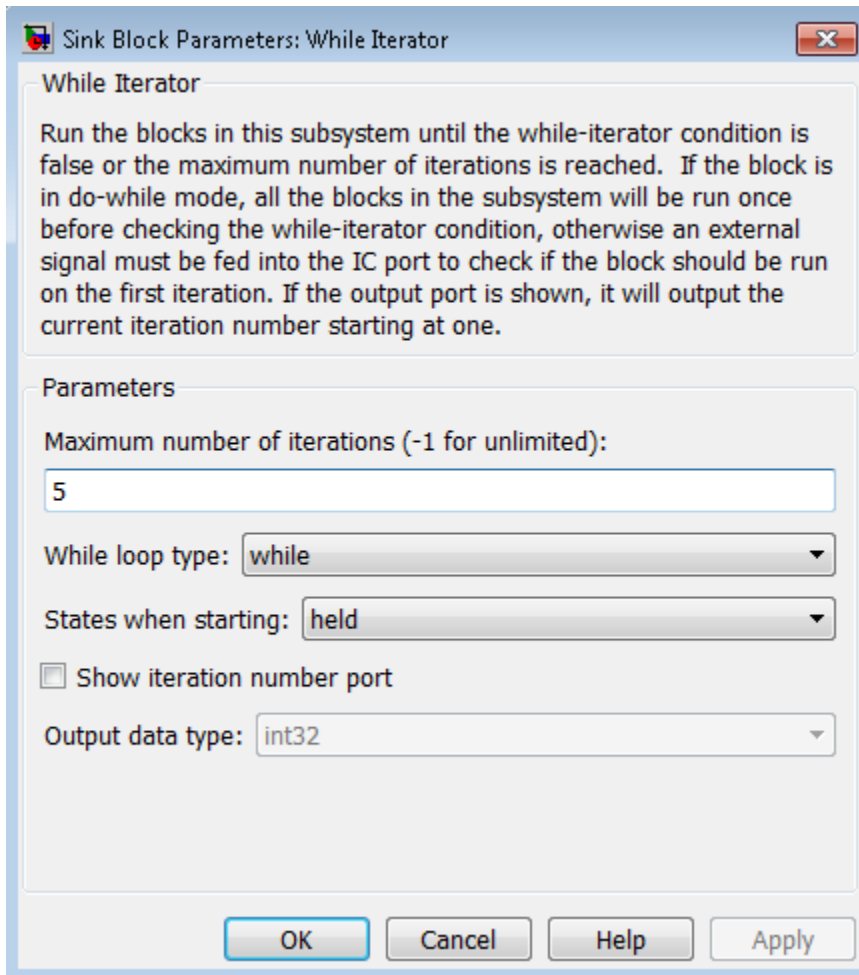 Sink Block Parameters: While Iterator
While Iterator
Run the blocks in this subsystem until the while-iterator condition is
false or the maximum number of iterations is reached.  If the block is
in do-while mode, all the blocks in the subsystem will be run once
before checking the while-iterator condition, otherwise an external
signal must be fed into the IC port to check if the block should be run
on the first iteration. If the output port is shown, it will output the
current iteration number starting at one.
Parameters
Maximum number of iterations (-1 for unlimited):
5
While loop type: while
States when starting: held
Show iteration number port
Output data type: int32
OK Cancel Help Apply